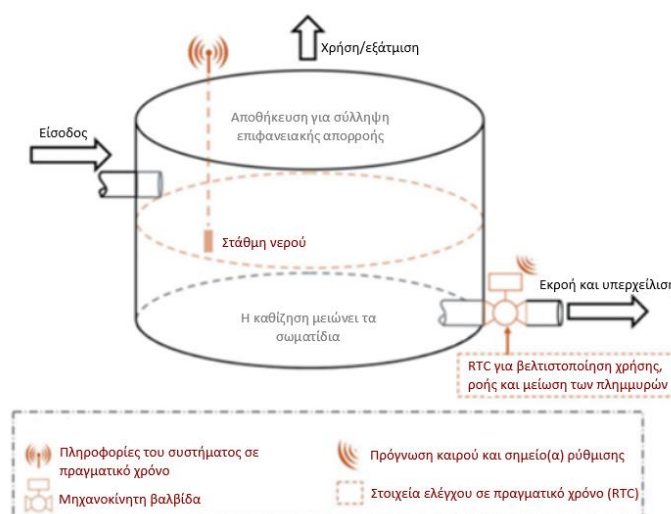 Χρήση/εξάτμιση
Αποθήκευση για σύλληψη
επιφανειακής απορροής
Είσοδος
Στάθμη νερού
Εκροή και υπερχείλιση
Η καθίζηση μειώνει τα
σωματίδια
RTC για βελτιστοποίηση χρήσης,
ροής και μείωση των πλημμυρών
Πληροφορίες του συστήματος σε
πραγματικό χρόνο
Πρόγνωση καιρού και σημείο(α) ρύθμισης
Μηχανοκίνητη βαλβίδα
Στοιχεία ελέγχου σε πραγματικό χρόνο (RTC)